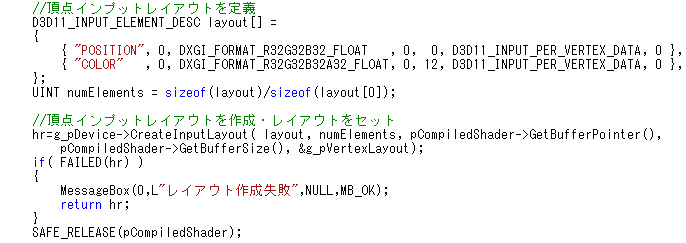 //頂点インプットレイアウトを定義
D3D11_INPUT_ELEMENT_DESC layout[] =
{
    { "POSITION", 0, DXGI_FORMAT_R32G32B32_FLOAT   , 0,  0, D3D11_INPUT_PER_VERTEX_DATA, 0 },
    { "COLOR"   , 0, DXGI_FORMAT_R32G32B32A32_FLOAT, 0, 12, D3D11_INPUT_PER_VERTEX_DATA, 0 },
};
UINT numElements = sizeof(layout)/sizeof(layout[0]);

//頂点インプットレイアウトを作成・レイアウトをセット
hr=g_pDevice->CreateInputLayout( layout, numElements, pCompiledShader->GetBufferPointer(),
    pCompiledShader->GetBufferSize(), &g_pVertexLayout);
if( FAILED(hr) )
{
    MessageBox(0,L"レイアウト作成失敗",NULL,MB_OK);
    return hr;
}
SAFE_RELEASE(pCompiledShader);